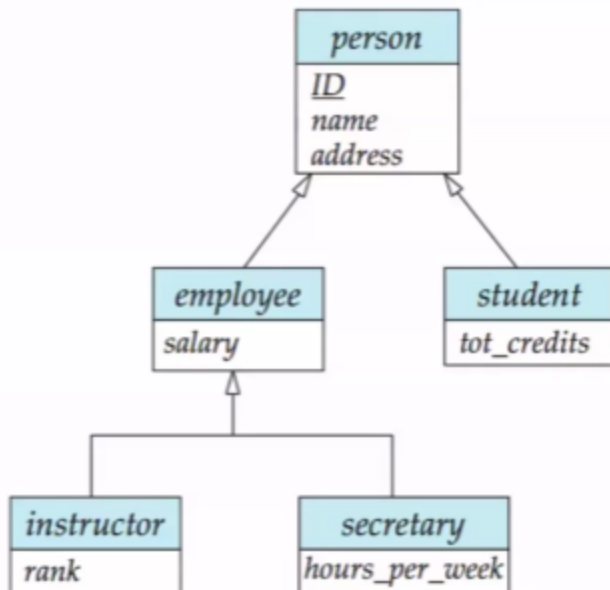 person
ID
name
address
employee
salary
student
tot_credits
instructor
rank
secretary
hours_per_week